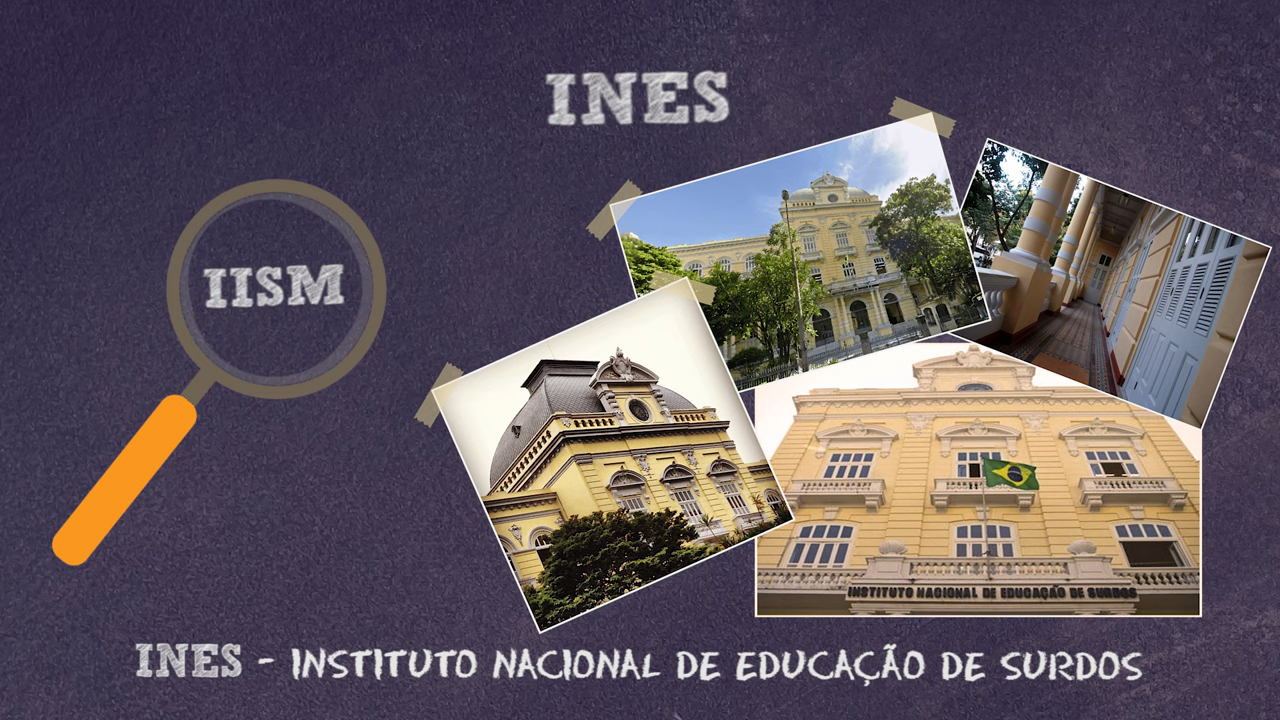 INES
IISM
INSTITUTO NACIONAL DE EDUCAÇÃO DE SURDOS
INES - INSTITUTO NACIONAL DE EDUCAÇÃO DE SURDOS